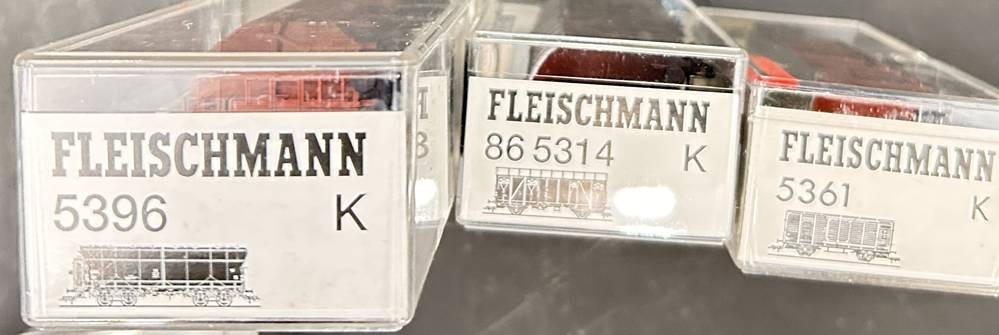 FLEISCHMANN
5396 K
FLEISCHMANN
86 5314 K
FLEISCHMANN
5361 K